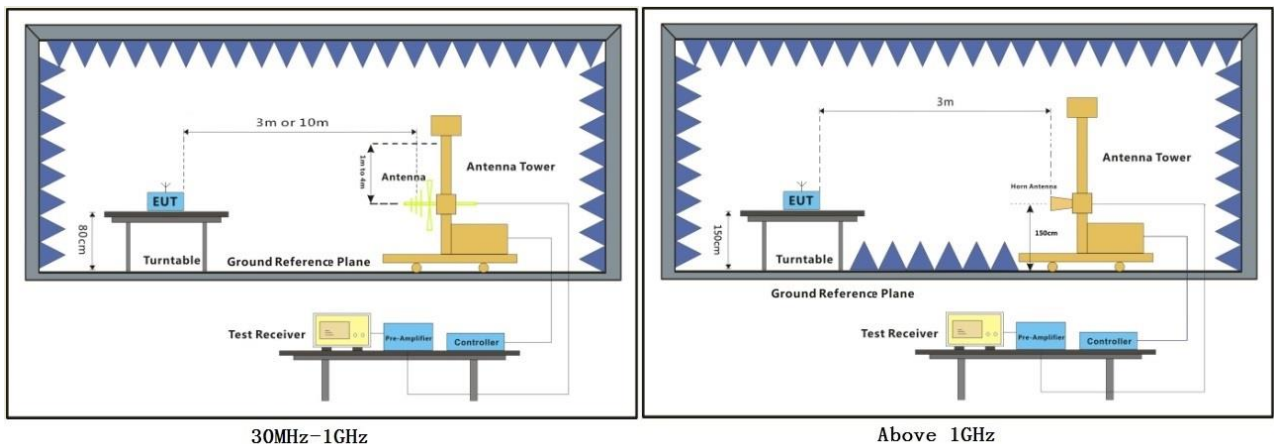 3m or 10m
1m to 4m
Antenna Tower
Antenna
EUT
80cm
Turntable
Ground Reference Plane
Test Receiver
Pre-Amplifier
Controller
30MHz-1GHz
3m
Antenna Tower
Horn Antenna
EUT
150cm
150cm
Turntable
Ground Reference Plane
Test Receiver
Pre-Amplifier
Controller
Above 1GHz